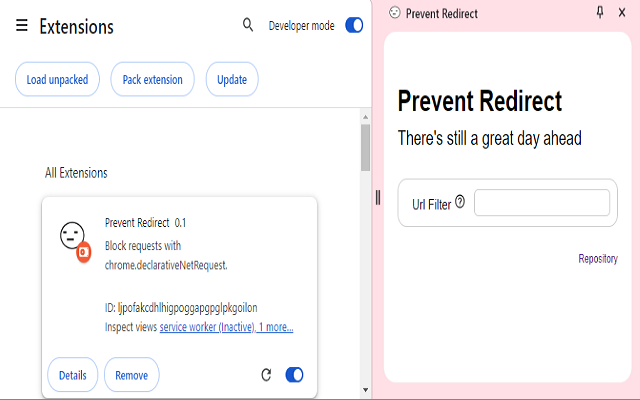 Extensions
Developer mode
Load unpacked
Pack extension
Update
All Extensions
Prevent Redirect 0.1
Block requests with
chrome.declarativeNetRequest.
ID: ljpofakcdhlhigpoggapgpglpkgoilon
Inspect views service worker (Inactive), 1 more...
Details
Remove
Prevent Redirect
Prevent Redirect
There's still a great day ahead
Url Filter
Repository